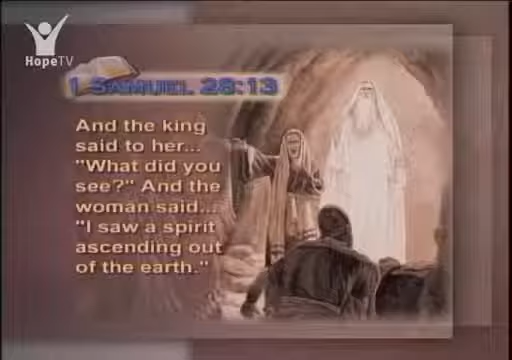 HopeTV
1 SAMUEL 28:13
And the king
said to her...
"What did you
see?" And the
woman said...
"I saw a spirit
ascending out
of the earth."